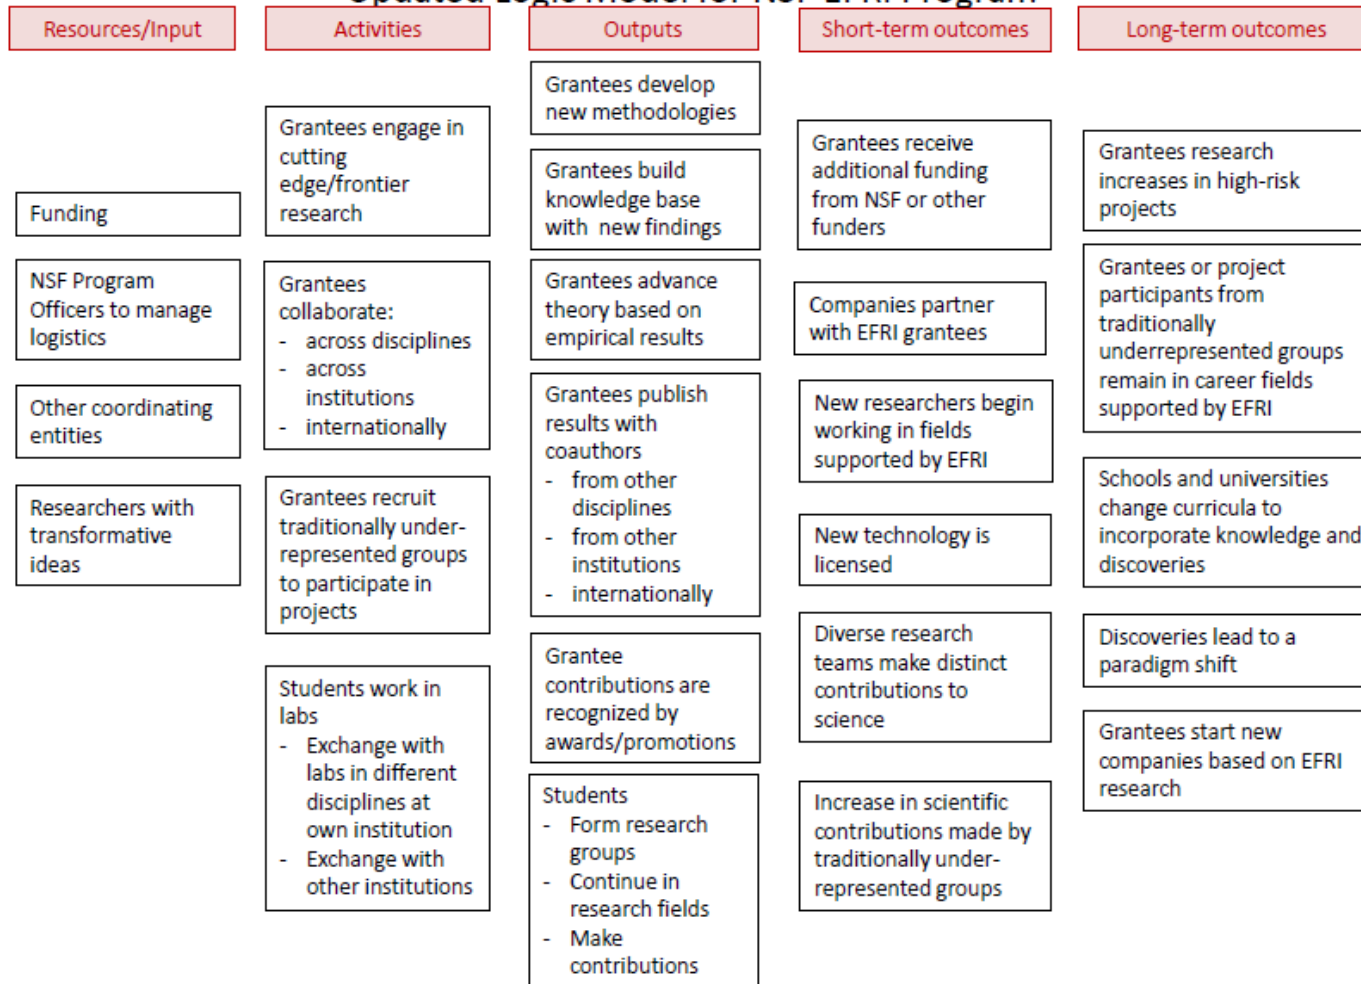 Updated Logic Model for NSF EFRI Program
Resources/Input
Activities
Outputs
Short-term outcomes
Long-term outcomes
Funding
NSF Program
Officers to manage
logistics
Other coordinating
entities
Researchers with
transformative
ideas
Grantees engage in
cutting
edge/frontier
research
Grantees
collaborate:
- across disciplines
- across
institutions
- internationally
Grantees recruit
traditionally under-
represented groups
to participate in
projects
Students work in
labs
- Exchange with
labs in different
disciplines at
own institution
- Exchange with
other institutions
Grantees develop
new methodologies
Grantees build
knowledge base
with new findings
Grantees advance
theory based on
empirical results
Grantees publish
results with
coauthors
- from other
disciplines
- from other
institutions
- internationally
Grantee
contributions are
recognized by
awards/promotions
Students
- Form research
groups
- Continue in
research fields
- Make
contributions
Grantees receive
additional funding
from NSF or other
funders
Companies partner
with EFRI grantees
New researchers begin
working in fields
supported by EFRI
New technology is
licensed
Diverse research
teams make distinct
contributions to
science
Increase in scientific
contributions made by
traditionally under-
represented groups
Grantees research
increases in high-risk
projects
Grantees or project
participants from
traditionally
underrepresented groups
remain in career fields
supported by EFRI
Schools and universities
change curricula to
incorporate knowledge and
discoveries
Discoveries lead to a
paradigm shift
Grantees start new
companies based on EFRI
research